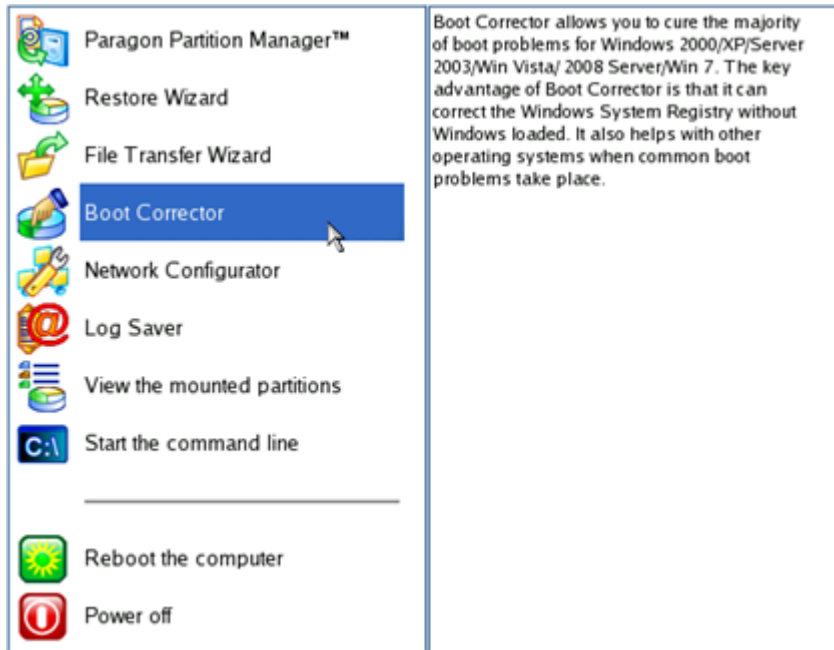 Paragon Partition Manager™
Restore Wizard
File Transfer Wizard
Boot Corrector
Network Configurator
Log Saver
View the mounted partitions
C:\
Start the command line
Reboot the computer
Power off
Boot Corrector allows you to cure the majority
of boot problems for Windows 2000/XP/Server
2003/Win Vista/ 2008 Server/Win 7. The key
advantage of Boot Corrector is that it can
correct the Windows System Registry without
Windows loaded. It also helps with other
operating systems when common boot
problems take place.